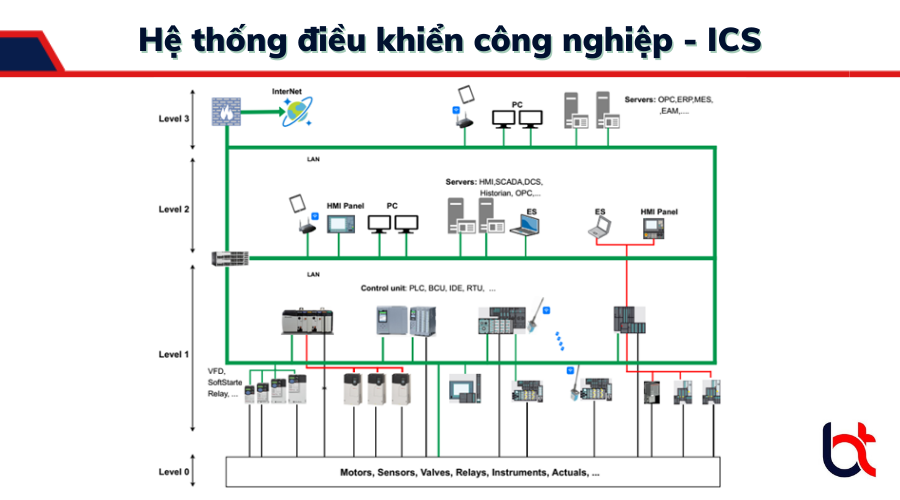 Hệ thống điều khiển công nghiệp - ICS
InterNet
Level 3
PC
Servers: OPC,ERP,MES,
,EAM,....
LAN
Servers: HMI,SCADA,DCS,
Historian, OPC,...
Level 2
HMI Panel
PC
ES
ES
HMI Panel
LAN
Control unit: PLC, BCU, IDE, RTU, ...
Level 1
VFD,
SoftStarte
Relay, ...
Level 0
Motors, Sensors, Valves, Relays, Instruments, Actuals, ...
bt